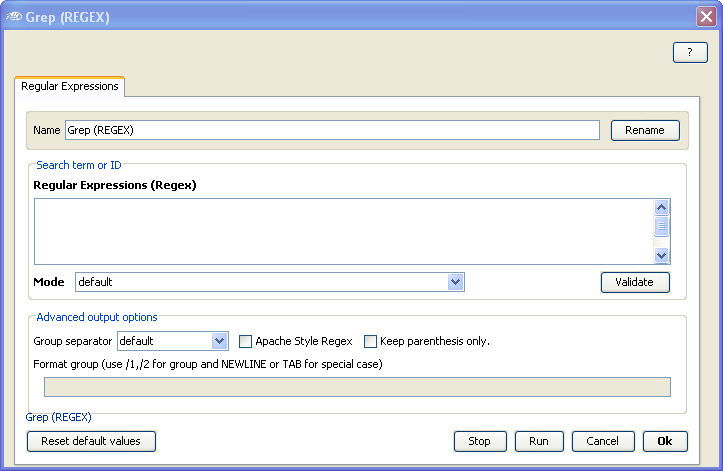 Grep (REGEX)
?
Regular Expressions
Name Grep (REGEX) Rename
Search term or ID
Regular Expressions (Regex)
Mode default Validate
Advanced output options
Group separator default Apache Style Regex Keep parenthesis only.
Format group (use /1,/2 for group and NEWLINE or TAB for special case)
Grep (REGEX)
Reset default values Stop Run Cancel Ok